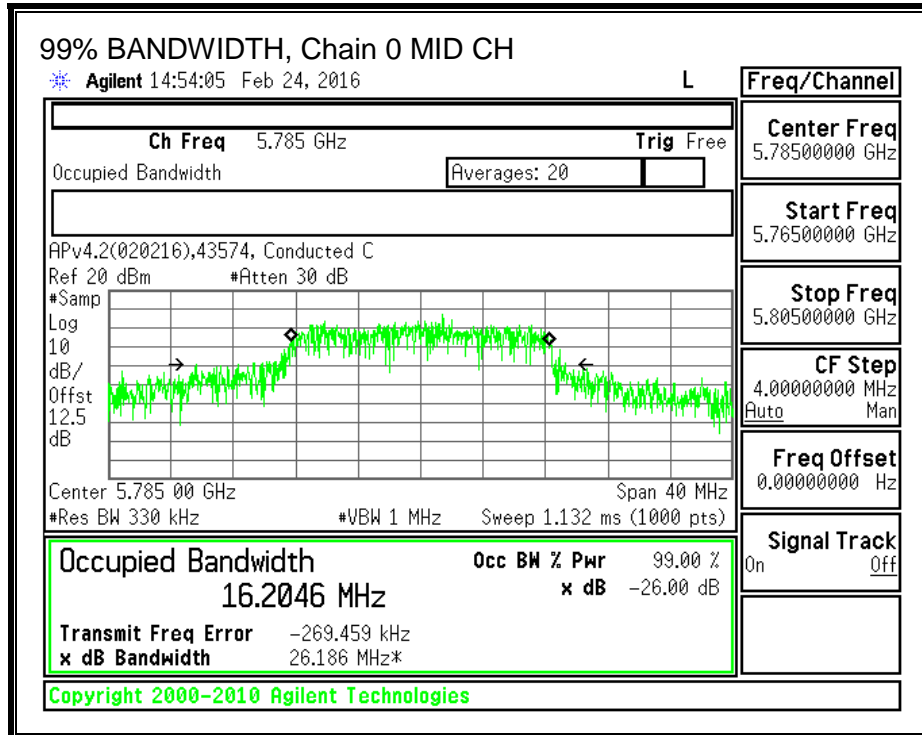 99% BANDWIDTH, Chain 0 MID CH
Agilent 14:54:05 Feb 24, 2016 L
Freq/Channel
Ch Freq 5.785 GHz Trig Free
Occupied Bandwidth Averages: 20
APv4.2(020216),43574, Conducted C
Ref 20 dBm #Atten 30 dB
#Samp
Log
10
dB/
Offst
12.5
dB
Center 5.785 00 GHz Span 40 MHz
#Res BW 330 kHz #VBW 1 MHz Sweep 1.132 ms (1000 pts)
Occupied Bandwidth Occ BW % Pwr 99.00 %
16.2046 MHz x dB -26.00 dB
Transmit Freq Error -269.459 kHz
x dB Bandwidth 26.186 MHz*
Copyright 2000-2010 Agilent Technologies
Center Freq
5.78500000 GHz
Start Freq
5.76500000 GHz
Stop Freq
5.80500000 GHz
CF Step
4.00000000 MHz
Auto Man
Freq Offset
0.00000000 Hz
Signal Track
On Off